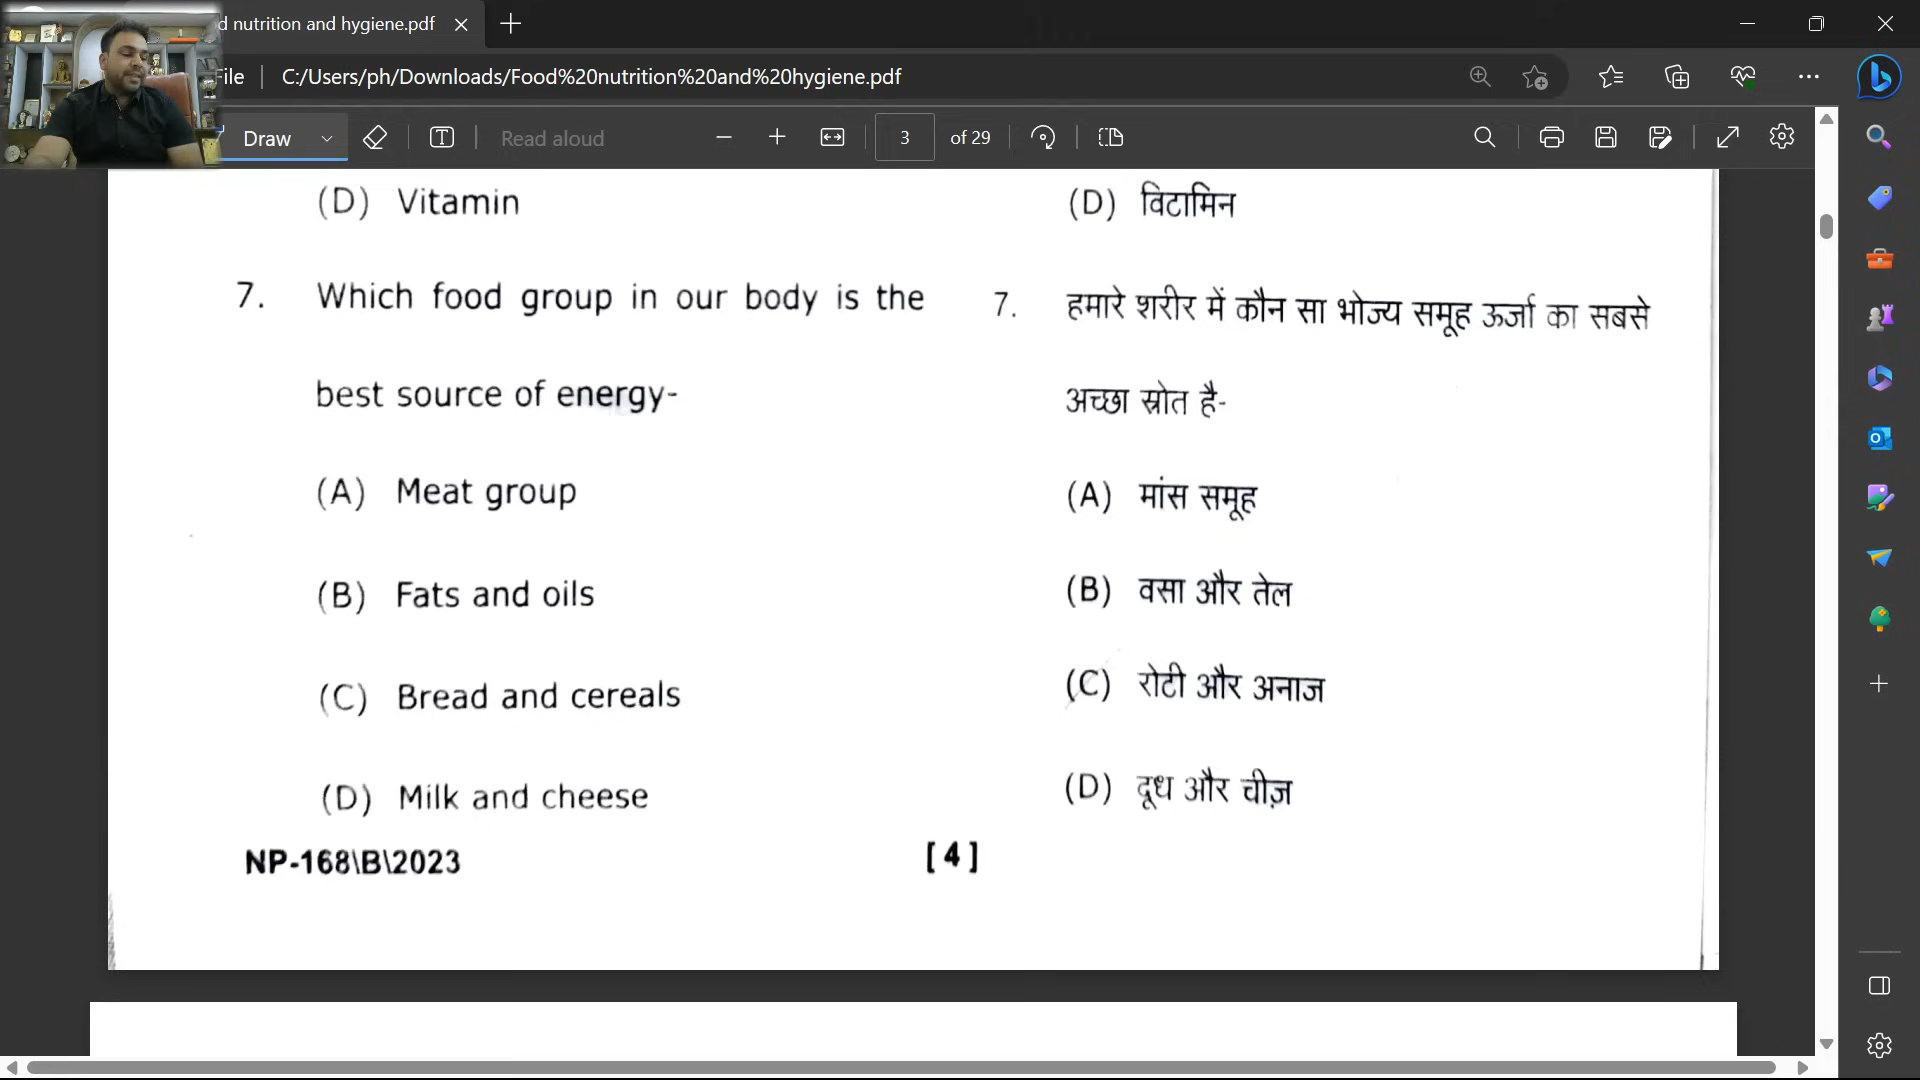 d nutrition and hygiene.pdf
ile
C:/Users/ph/Downloads/Food%20nutrition%20and%20hygiene.pdf
Draw
Read aloud
3
of 29
(D) Vitamin
7. Which food group in our body is the
best source of energy-
(A) Meat group
(B) Fats and oils
(C) Bread and cereals
(D) Milk and cheese
(D) विटामिन
7. हमारे शरीर में कौन सा भोज्य समूह ऊर्जा का सबसे
अच्छा स्रोत है-
(A) मांस समूह
(B) वसा और तेल
(C) रोटी और अनाज
(D) दूध और चीज़
NP-168\B\2023
[4]